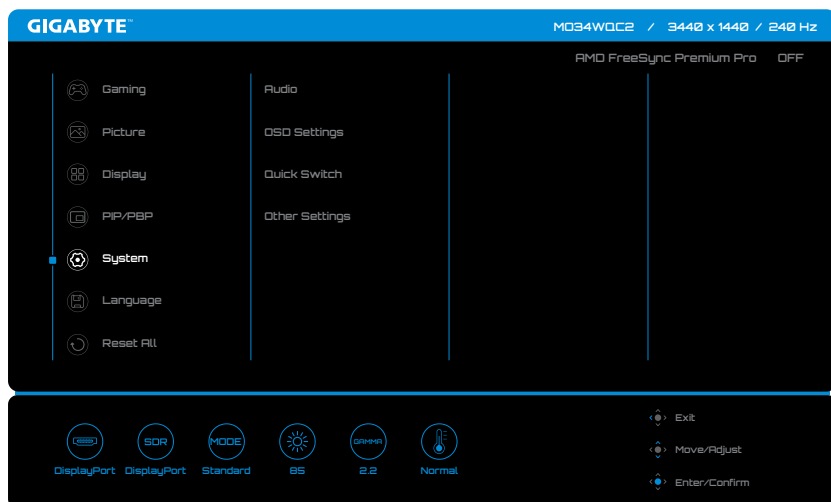 GIGABYTE™ MO34WQC2 / 3440 x 1440 / 240 Hz
AMD FreeSync Premium Pro OFF
Gaming Audio
Picture OSD Settings
Display Quick Switch
PIP/PBP Other Settings
System
Language
Reset All
Exit
SDR MODE GAMMA
Move/Adjust
DisplayPort DisplayPort Standard 85 2.2 Normal
Enter/Confirm